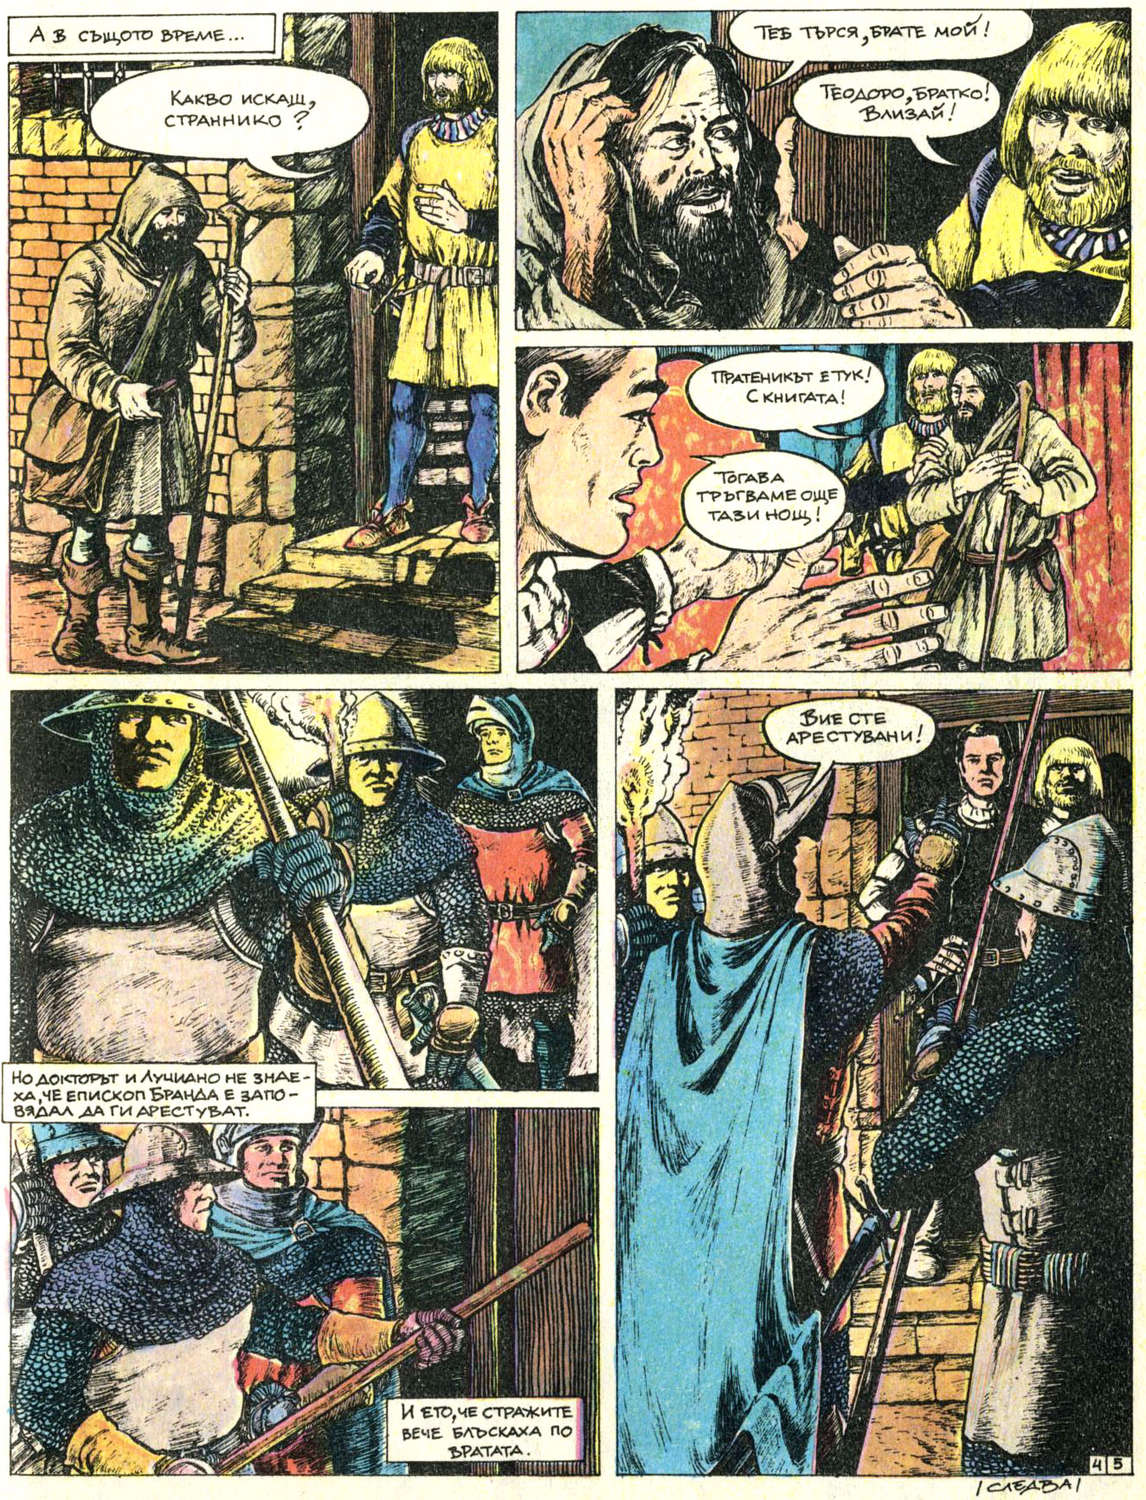 А В СЪЩОТО ВРЕМЕ...
КАКВО ИСКАШ,
СТРАННИКО ?
ТЕБ ТЪРСЯ, БРАТЕ МОЙ !
ТЕОДОРО, БРАТКО!
ВЛИЗАЙ!
ПРАТЕНИКЪТ Е ТУК!
С КНИГАТА!
ТОГАВА
ТРЪГВАМЕ ОЩЕ
ТАЗИ НОЩ!
НО ДОКТОРЪТ И ЛУЧИАНО НЕ ЗНАЕ-
ХА, ЧЕ ЕПИСКОП БРАНДА Е ЗАПО-
ВЯДАЛ ДА ГИ АРЕСТУВАТ.
И ЕТО, ЧЕ СТРАЖИТЕ
ВЕЧЕ БЛЪСКАХА ПО
ВРАТАТА.
ВИЕ СТЕ
АРЕСТУВАНИ!
4 5
/СЛЕДВА/